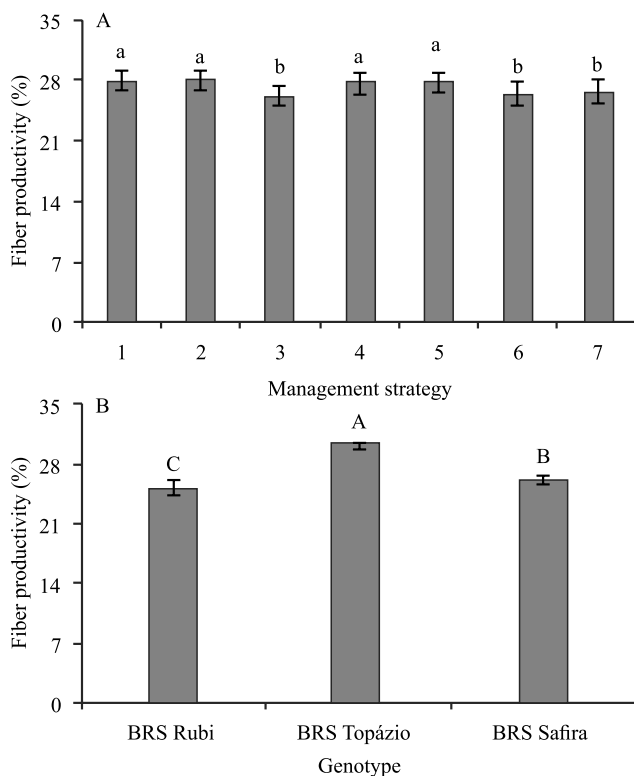 A
Fiber productivity (%)
35
28
21
14
7
0
a
a
b
a
a
b
b
1 2 3 4 5 6 7
Management strategy
B
Fiber productivity (%)
35
28
21
14
7
0
C
A
B
BRS Rubi BRS Topázio BRS Safira
Genotype